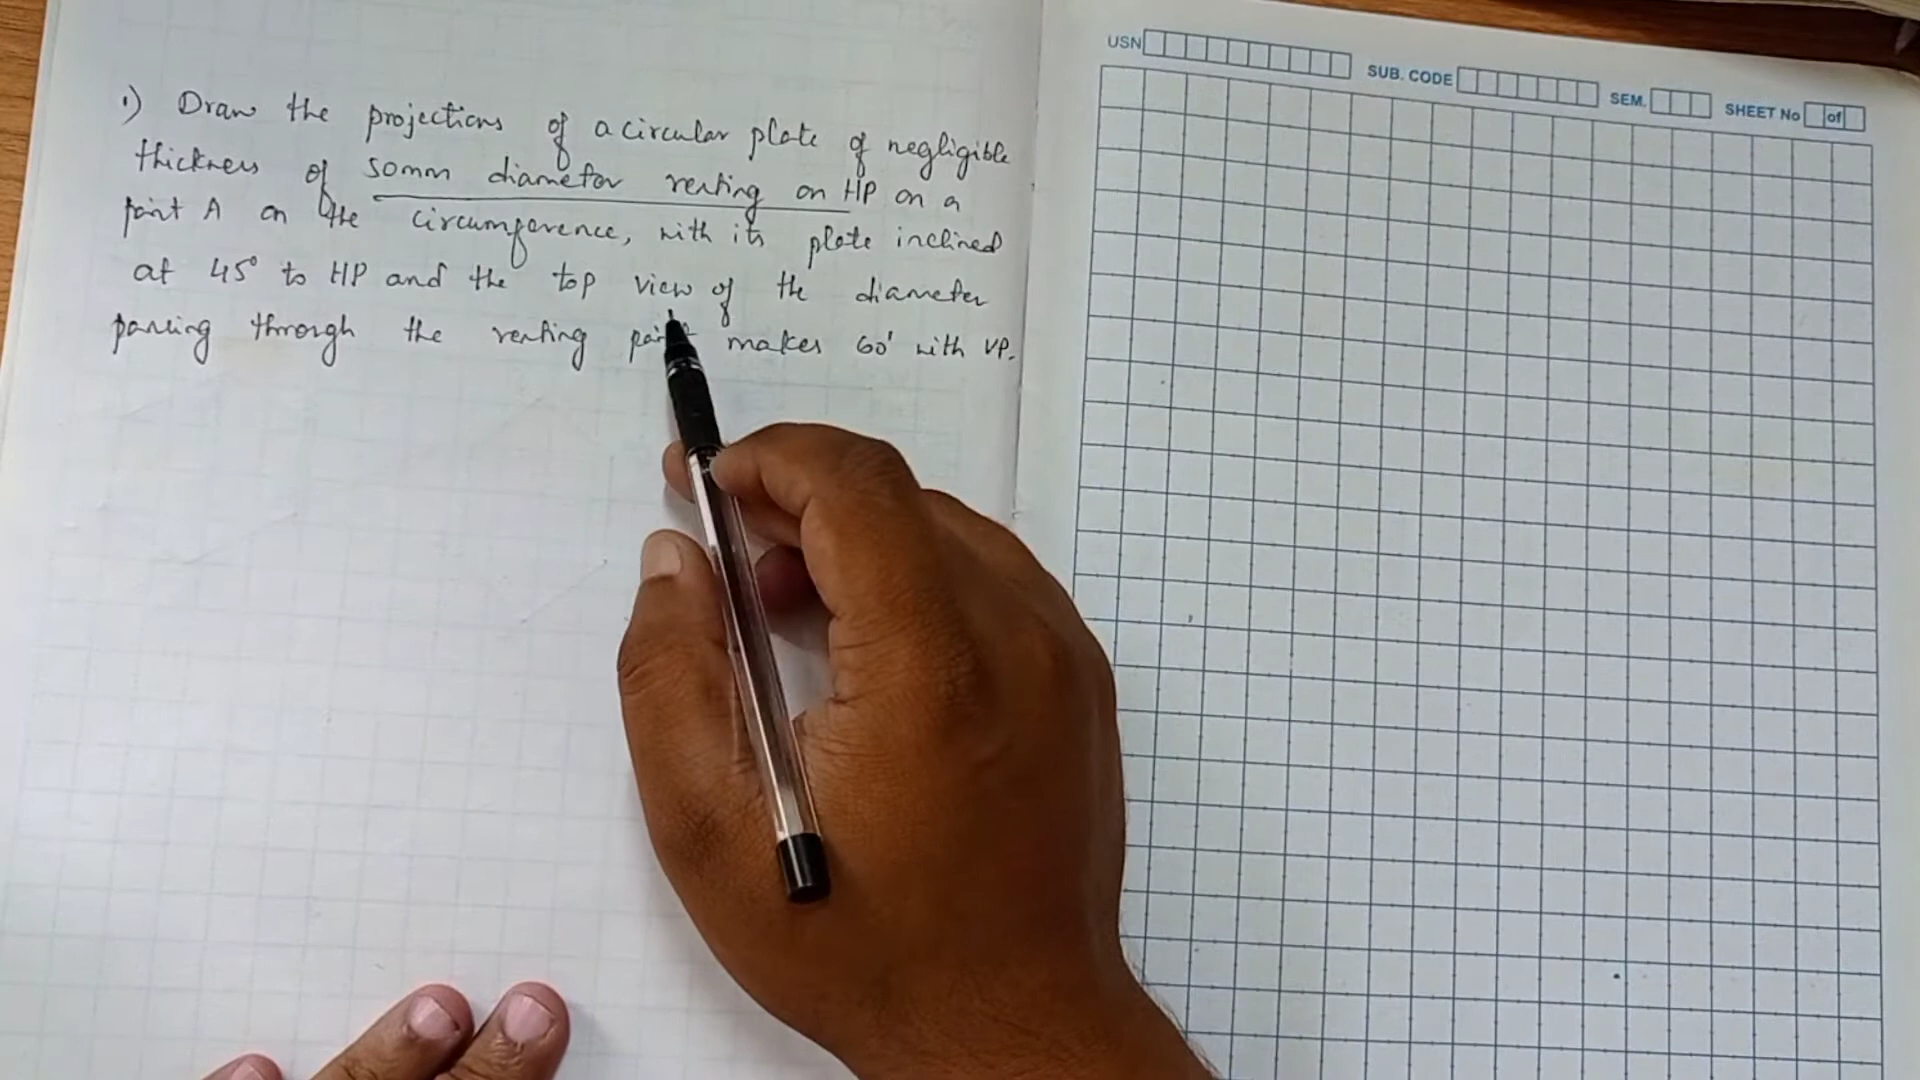 1) Draw the projections of a circular plate of negligible
thickness of 50mm diameter resting on HP on a
point A on the circumference, with its plate inclined
at 45° to HP and the top view of the diameter
passing through the resting point makes 60° with VP.
USN
SUB. CODE
SEM.
SHEET No of